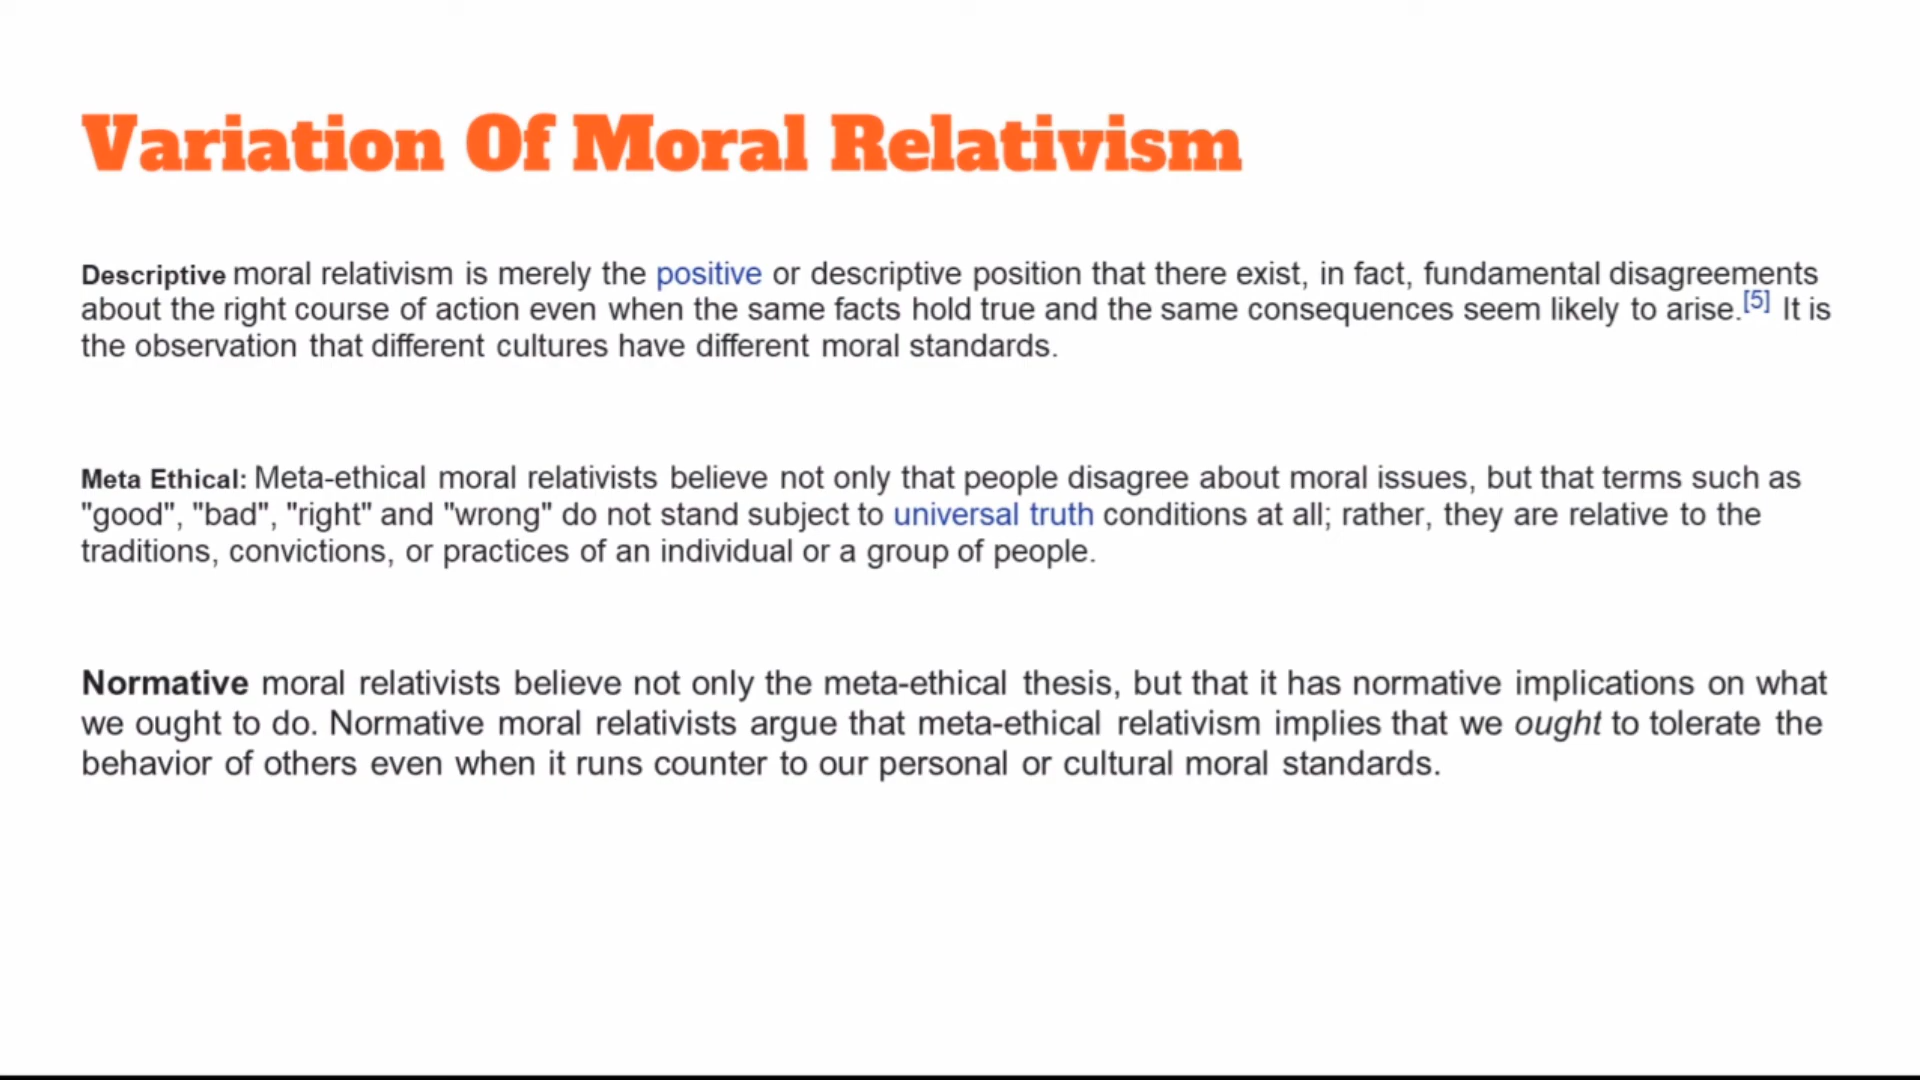 Variation Of Moral Relativism
Descriptive moral relativism is merely the positive or descriptive position that there exist, in fact, fundamental disagreements
about the right course of action even when the same facts hold true and the same consequences seem likely to arise.[5] It is
the observation that different cultures have different moral standards.
Meta Ethical: Meta-ethical moral relativists believe not only that people disagree about moral issues, but that terms such as
"good", "bad", "right" and "wrong" do not stand subject to universal truth conditions at all; rather, they are relative to the
traditions, convictions, or practices of an individual or a group of people.
Normative moral relativists believe not only the meta-ethical thesis, but that it has normative implications on what
we ought to do. Normative moral relativists argue that meta-ethical relativism implies that we ought to tolerate the
behavior of others even when it runs counter to our personal or cultural moral standards.